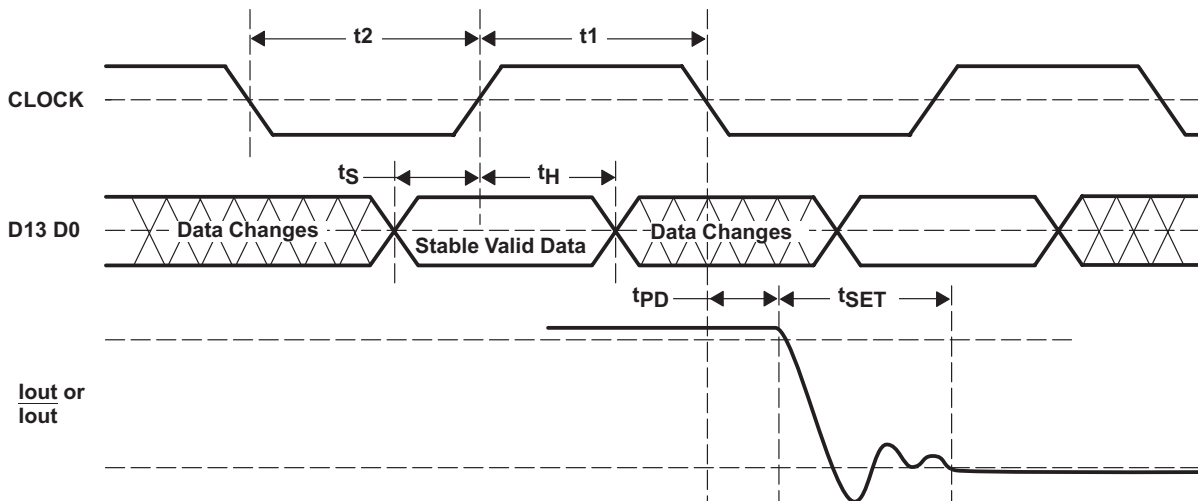 t2 t1
CLOCK
tS tH
D13 D0 Data Changes Stable Valid Data Data Changes
tPD tSET
Iout or
Iout